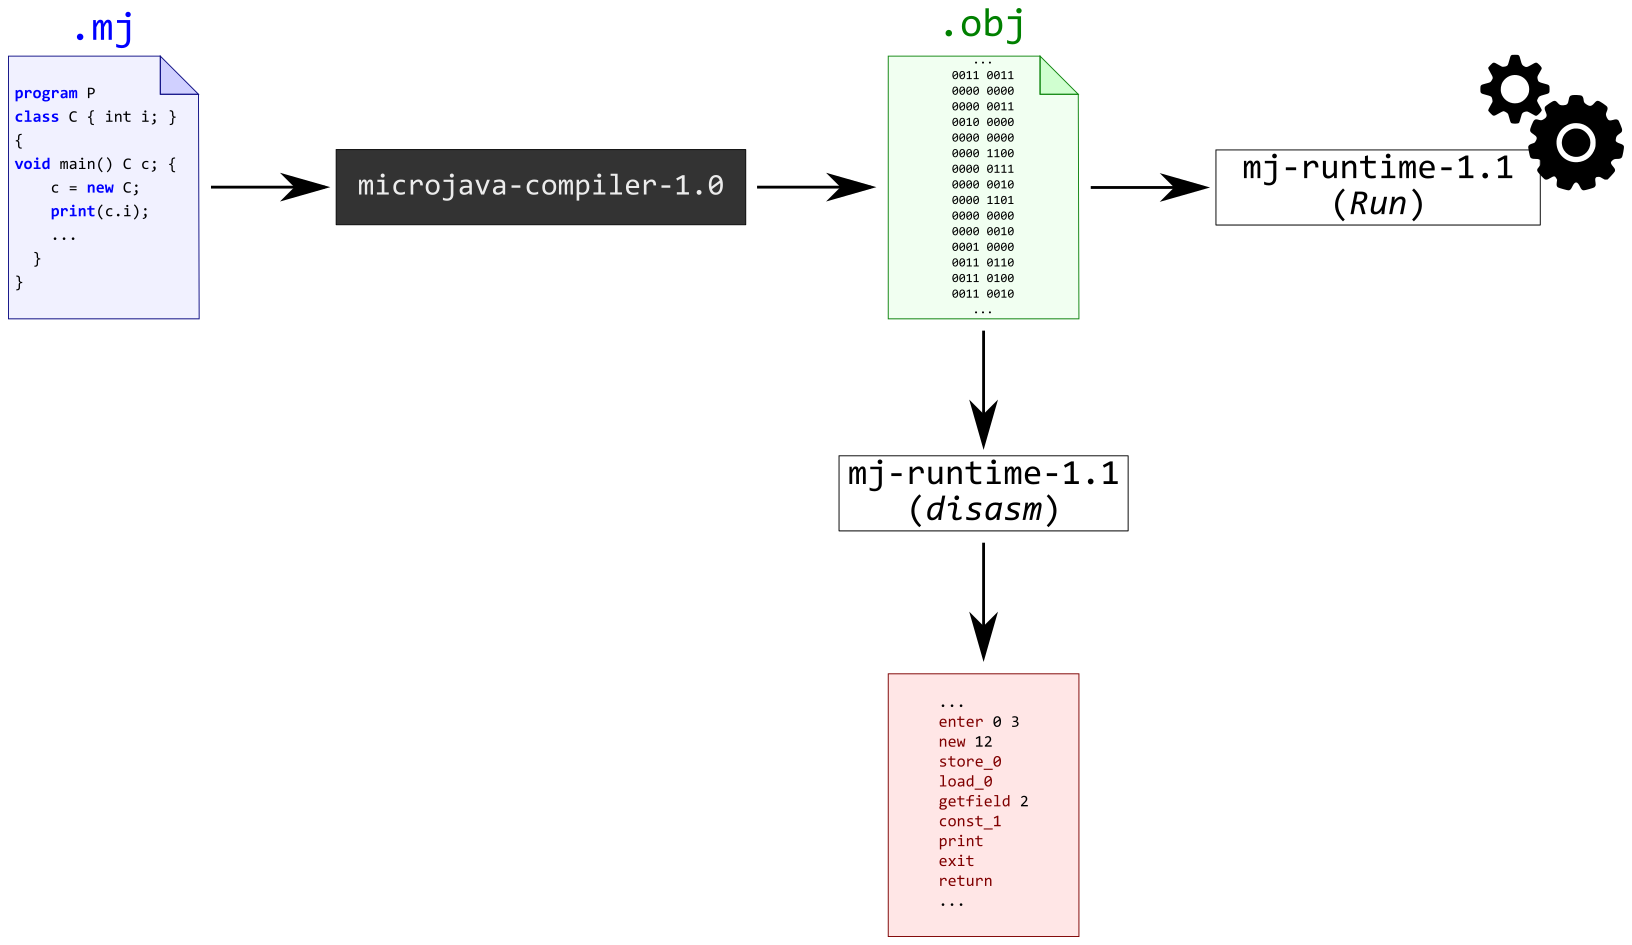 .mj
program P
class C { int i; }
{
void main() C c; {
c = new C;
print(c.i);
...
}
}
microjava-compiler-1.0
.obj
...
0011 0011
0000 0000
0000 0011
0010 0000
0000 0000
0000 1100
0000 0111
0000 0010
0000 1101
0000 0000
0000 0010
0001 0000
0011 0110
0011 0100
0011 0010
...
mj-runtime-1.1
(Run)
mj-runtime-1.1
(disasm)
...
enter 0 3
new 12
store_0
load_0
getfield 2
const_1
print
exit
return
...